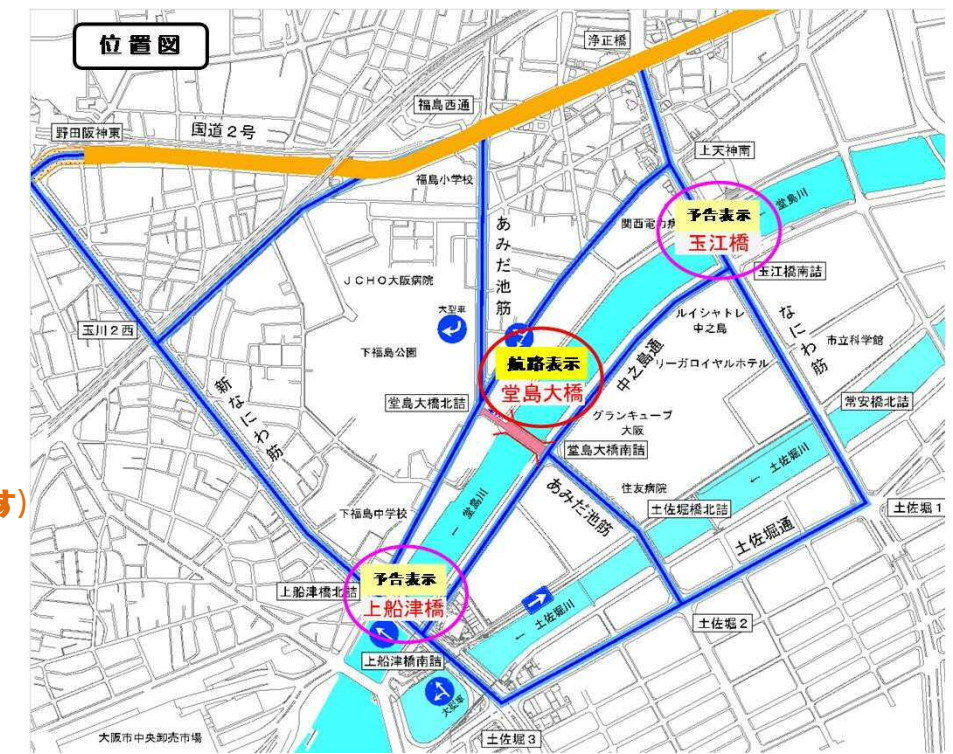 位置図
浄正橋
福島西通
野田阪神東
国道2号
上天神南
福島小学校
堂島川
←
予告表示
玉江橋
関西電力病
玉江橋南詰
あみだ池筋
JCHO大阪病院
大型車
ルイシャトレ
中之島
なにわ筋
市立科学館
玉川2西
下福島公園
航路表示
堂島大橋
中之島通
リーガロイヤルホテル
新なにわ筋
堂島大橋北詰
グランキューブ
大阪
常安橋北詰
堂島大橋南詰
← 土佐堀川
す)
下福島中学校
← 堂島川
あみだ池筋
住友病院
土佐堀橋北詰
土佐堀1
土佐堀通
予告表示
上船津橋
上船津橋北詰
← 土佐堀川
土佐堀2
上船津橋南詰
大型車
大阪市中央卸売市場
土佐堀3